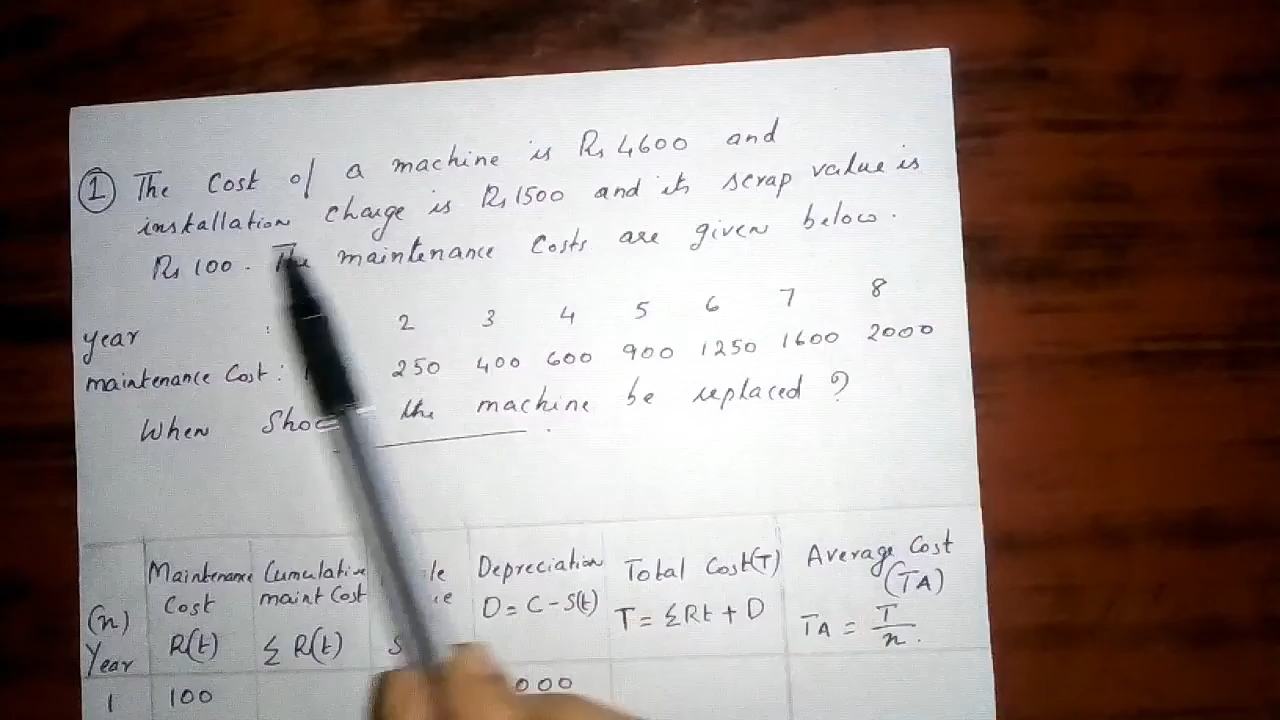 ① The Cost of a machine is Rs 4600 and
installation charge is Rs 1500 and its scrap value is
Rs 100. The maintenance Costs are given below.
year : 2 3 4 5 6 7 8
maintenance Cost: 250 400 600 900 1250 1600 2000
When the machine be replaced?
(n) Year Maintenance Cost R(t) Cumulative maint Cost Σ R(t) Depreciation D = C - S(t) Total Cost(T) T = ΣRt + D Average Cost (TA) TA = T/n.
1 100